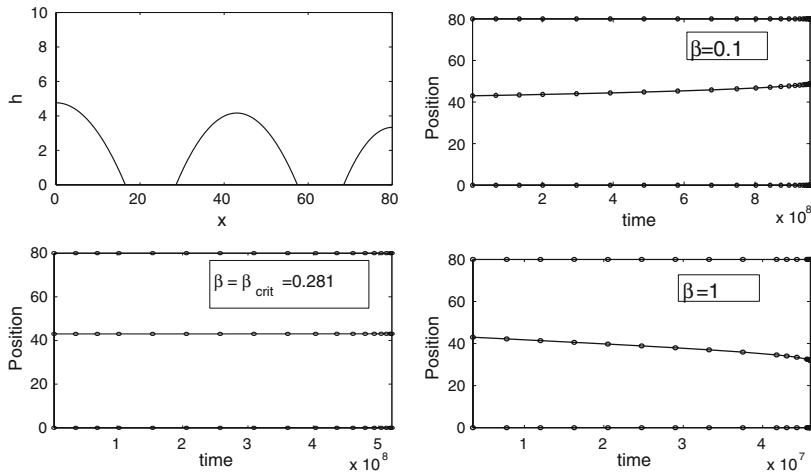 10
8
6
4
2
0
h
0 20 40 60 80
x
80
60
40
20
0
Position
β=0.1
2 4 6 8
time
x 10^8
80
60
40
20
0
Position
β = β_crit =0.281
1 2 3 4 5
time
x 10^8
80
60
40
20
0
Position
β=1
1 2 3 4
time
x 10^7